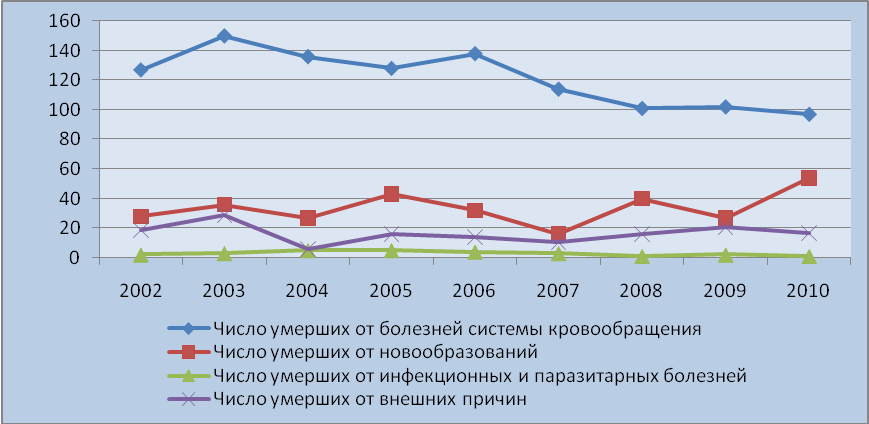 160
140
120
100
80
60
40
20
0
2002 2003 2004 2005 2006 2007 2008 2009 2010
Число умерших от болезней системы кровообращения
Число умерших от новообразований
Число умерших от инфекционных и паразитарных болезней
Число умерших от внешних причин